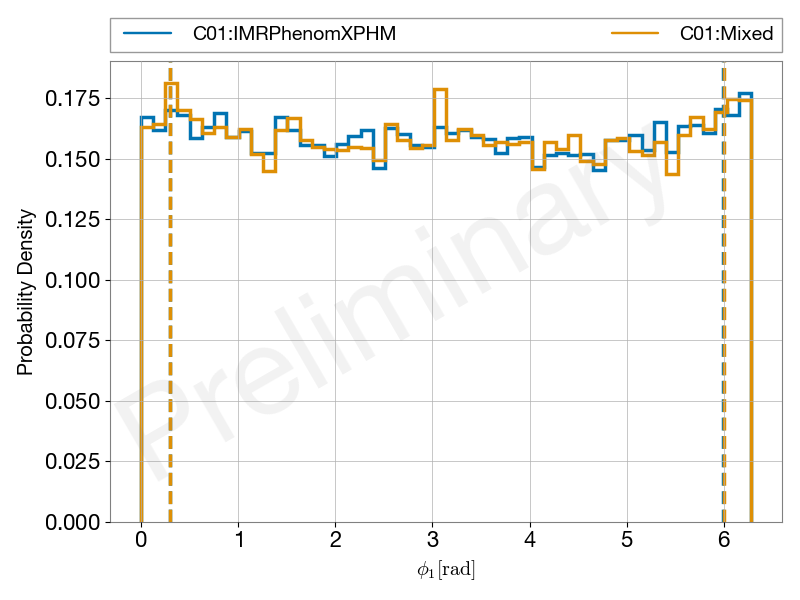 C01:IMRPhenomXPHM C01:Mixed
0.175
0.150
0.125
0.100
0.075
0.050
0.025
0.000
Probability Density
Preliminary
0 1 2 3 4 5 6
ϕ₁[rad]